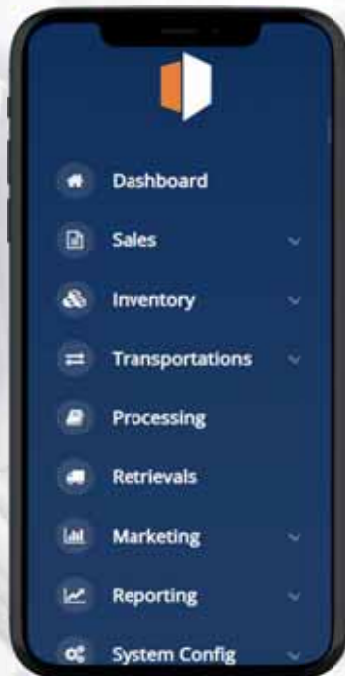 Dashboard
Sales
Inventory
Transportations
Processing
Retrievals
Marketing
Reporting
System Config